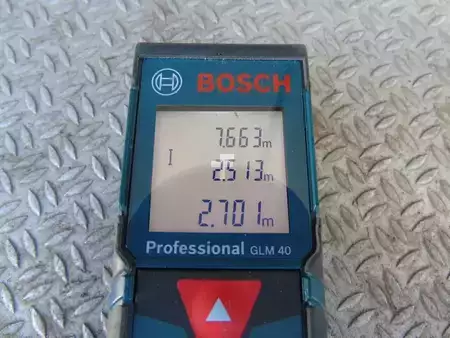 BOSCH
7.663m
2.513m
2.701m
Professional GLM 40